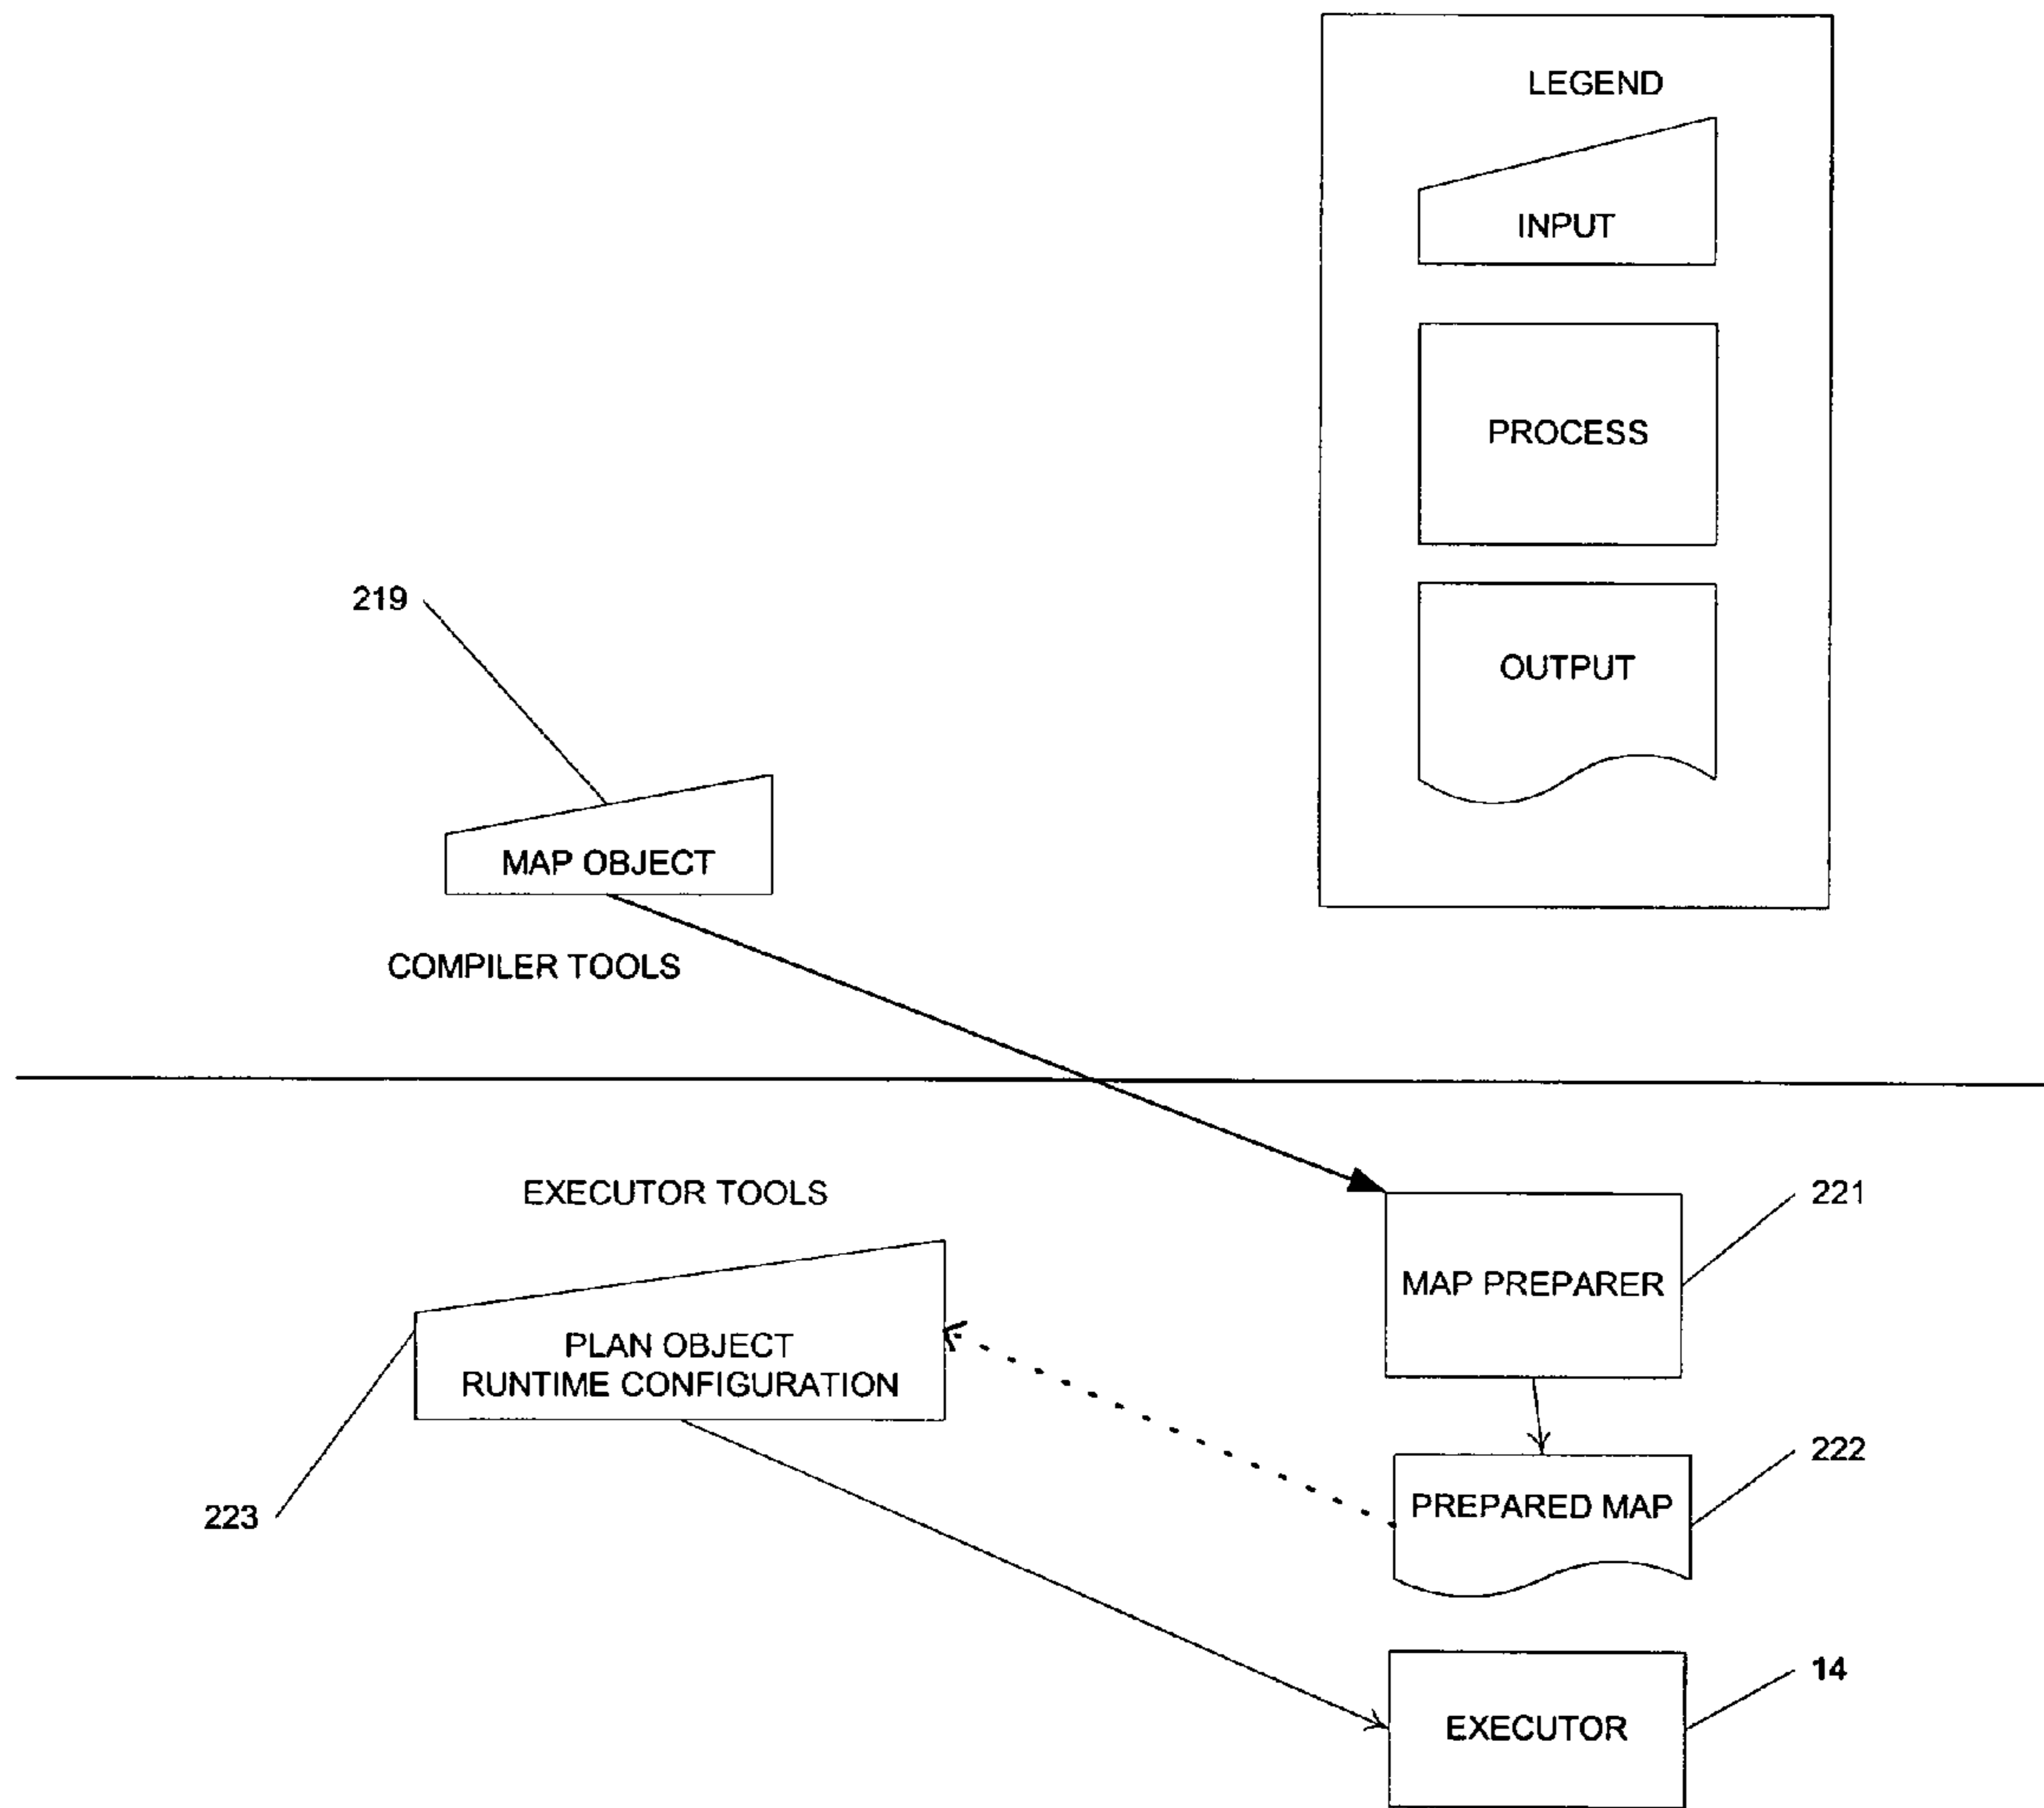 LEGEND
INPUT
PROCESS
OUTPUT
219
MAP OBJECT
COMPILER TOOLS
EXECUTOR TOOLS
221
MAP PREPARER
PLAN OBJECT
RUNTIME CONFIGURATION
222
PREPARED MAP
223
14
EXECUTOR